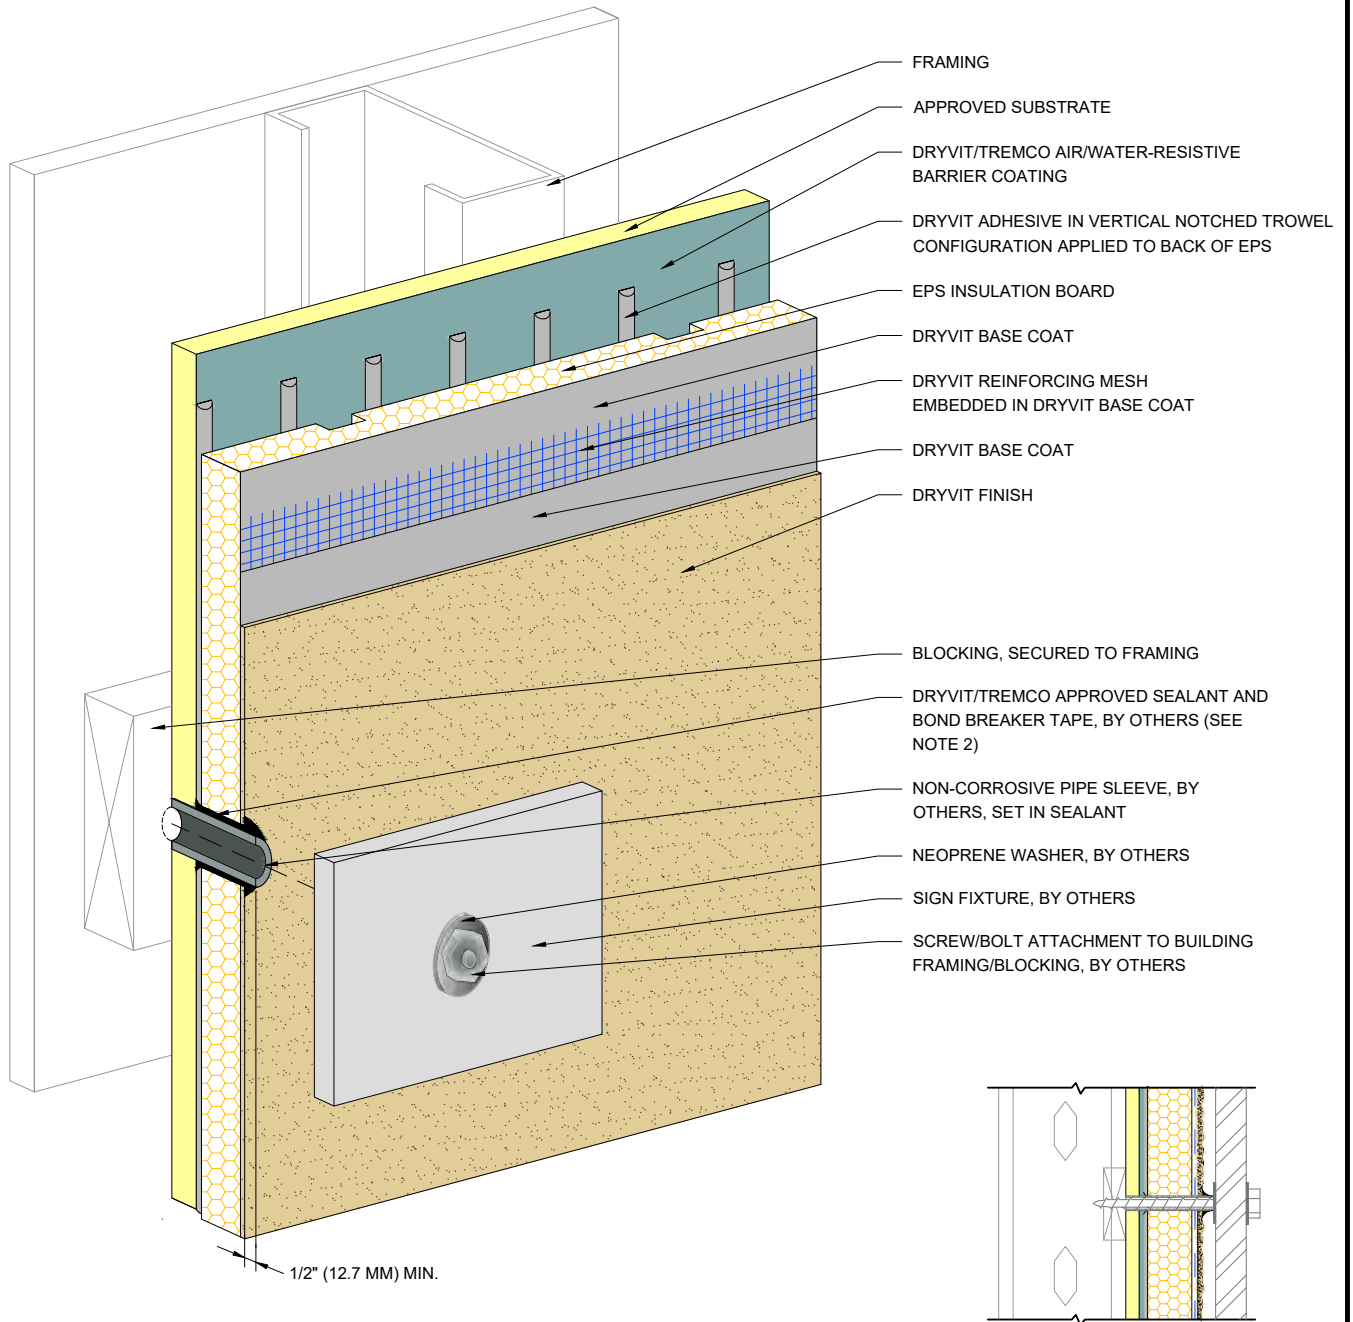 FRAMING
APPROVED SUBSTRATE
DRYVIT/TREMCO AIR/WATER-RESISTIVE
BARRIER COATING
DRYVIT ADHESIVE IN VERTICAL NOTCHED TROWEL
CONFIGURATION APPLIED TO BACK OF EPS
EPS INSULATION BOARD
DRYVIT BASE COAT
DRYVIT REINFORCING MESH
EMBEDDED IN DRYVIT BASE COAT
DRYVIT BASE COAT
DRYVIT FINISH
BLOCKING, SECURED TO FRAMING
DRYVIT/TREMCO APPROVED SEALANT AND
BOND BREAKER TAPE, BY OTHERS (SEE
NOTE 2)
NON-CORROSIVE PIPE SLEEVE, BY
OTHERS, SET IN SEALANT
NEOPRENE WASHER, BY OTHERS
SIGN FIXTURE, BY OTHERS
SCREW/BOLT ATTACHMENT TO BUILDING
FRAMING/BLOCKING, BY OTHERS
1/2" (12.7 MM) MIN.